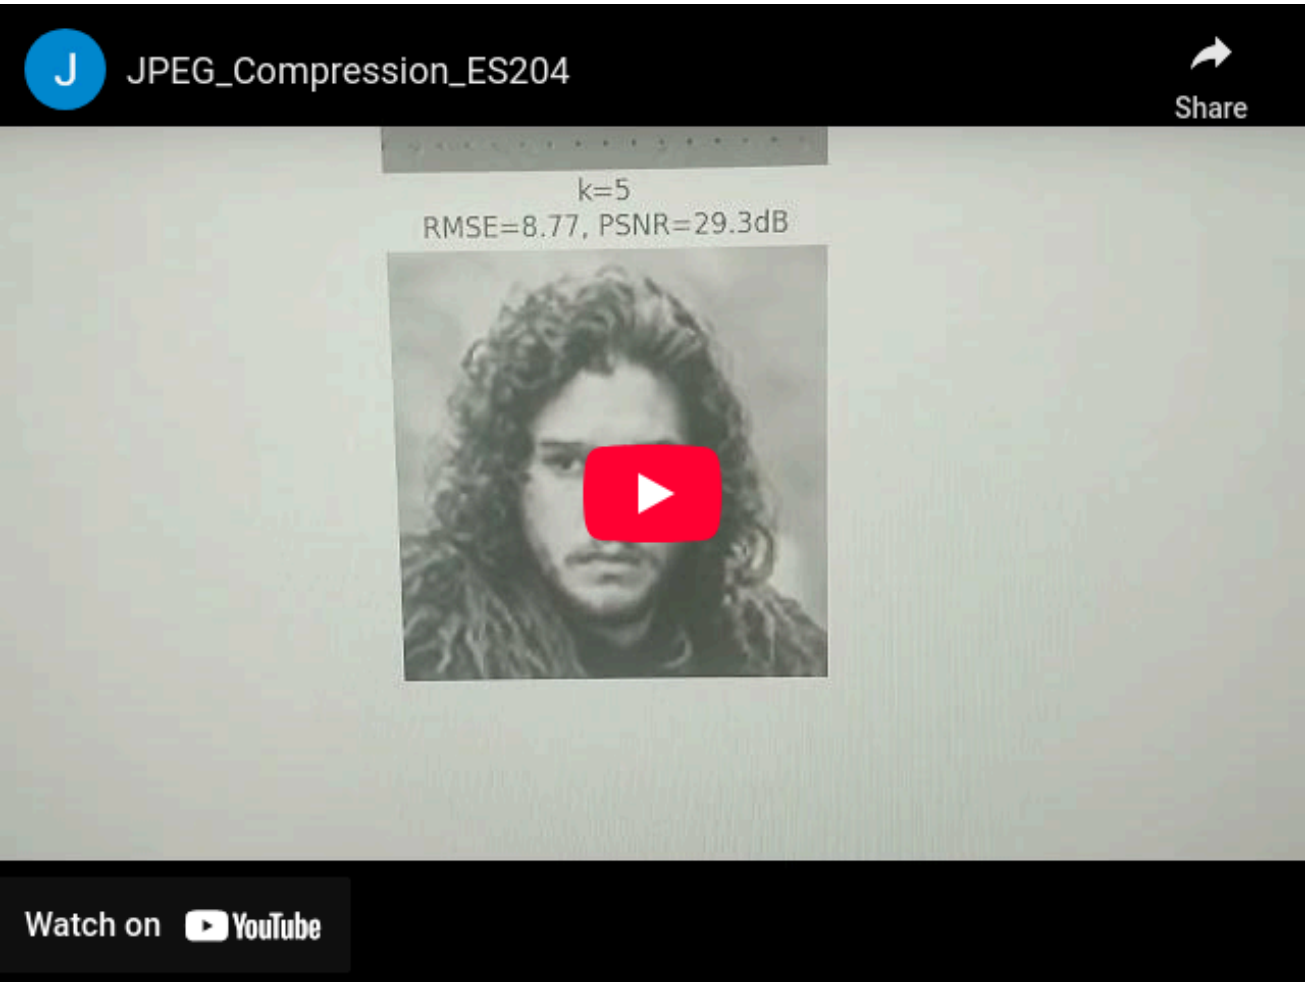 J
JPEG_Compression_ES204
Share
k=5
RMSE=8.77, PSNR=29.3dB
Watch on YouTube